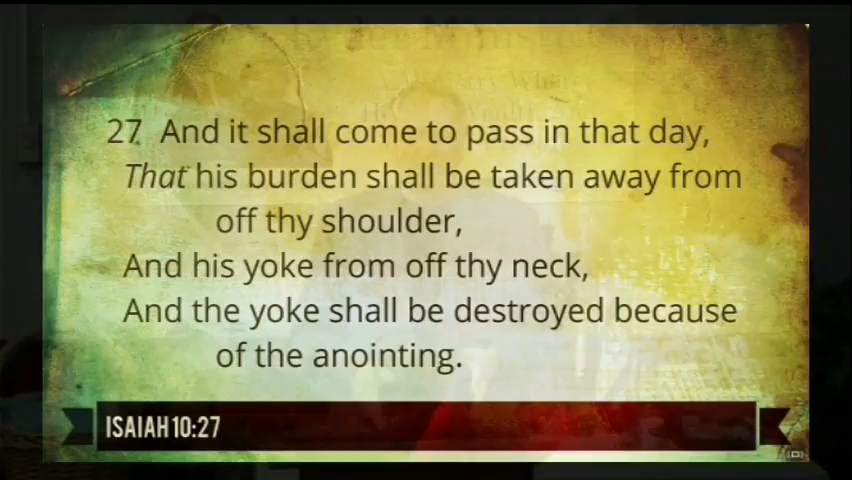 27 And it shall come to pass in that day,
That his burden shall be taken away from
off thy shoulder,
And his yoke from off thy neck,
And the yoke shall be destroyed because
of the anointing.
ISAIAH 10:27